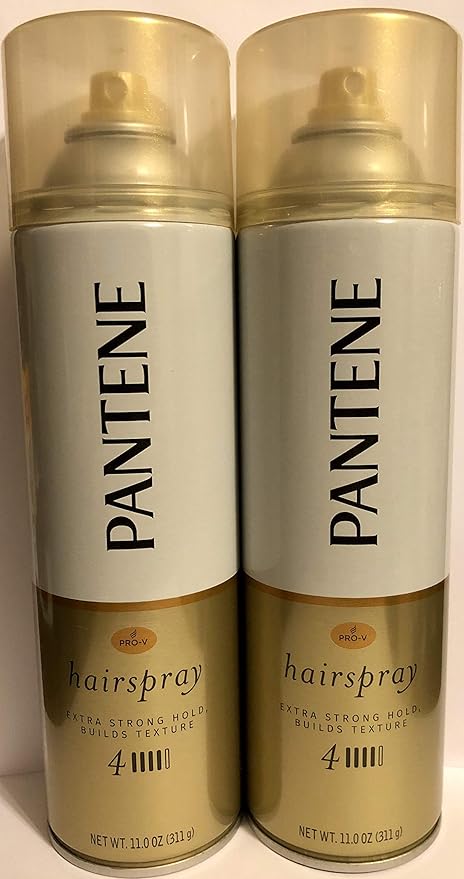 PANTENE
PRO-V
hairspray
EXTRA STRONG HOLD,
BUILDS TEXTURE
4
NET WT. 11.0 OZ (311 g)
PANTENE
PRO-V
hairspray
EXTRA STRONG HOLD,
BUILDS TEXTURE
4
NET WT. 11.0 OZ (311 g)